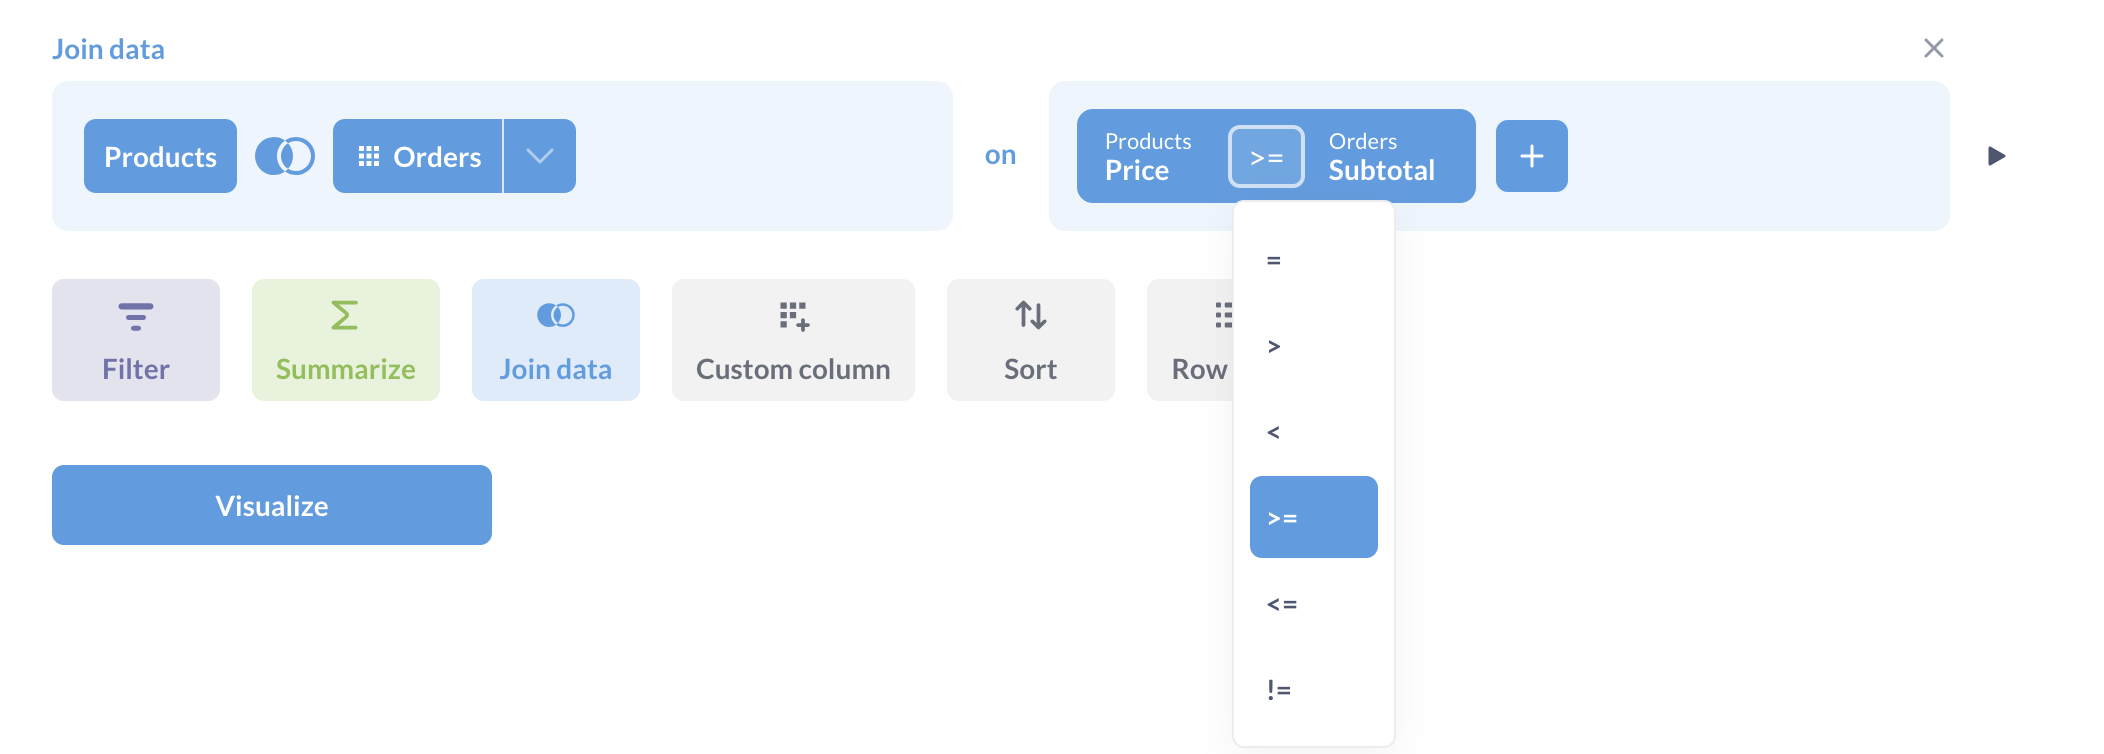 Join data
Products
Orders
on
Products
Price
>=
Orders
Subtotal
=
>
<
>=
<=
!=
Filter
Summarize
Join data
Custom column
Sort
Row
Visualize